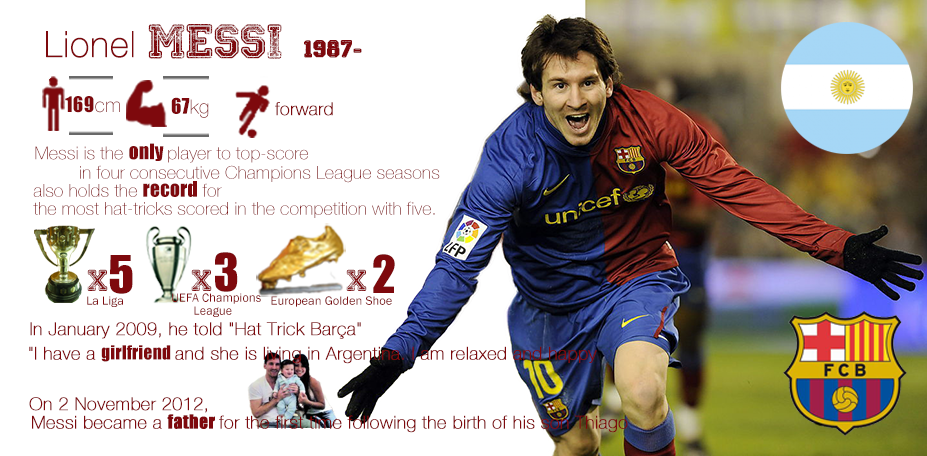 Lionel MESSI 1987-
169cm 67kg forward
Messi is the only player to top-score
in four consecutive Champions League seasons
also holds the record for
the most hat-tricks scored in the competition with five.
x5 x3 x2
La Liga UEFA Champions League European Golden Shoe
In January 2009, he told "Hat Trick Barça"
"I have a girlfriend and she is living in Argentina. I am relaxed and happy
On 2 November 2012,
Messi became a father for the first time following the birth of his son Thiago
unicef
LFP
10
FCB